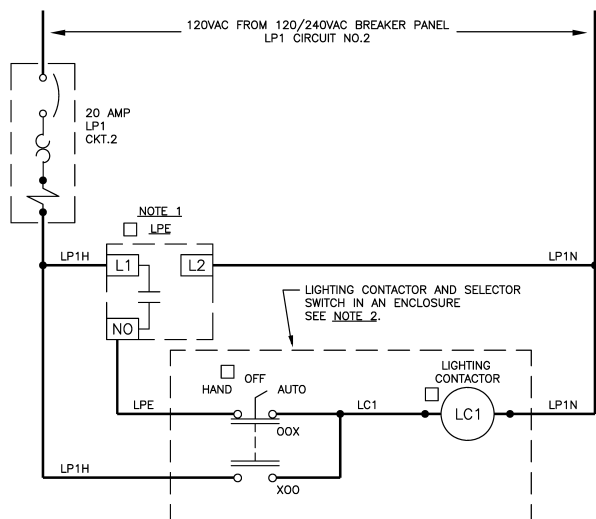 120VAC FROM 120/240VAC BREAKER PANEL
LP1 CIRCUIT NO.2
20 AMP
LP1
CKT.2
NOTE 1
LPE
LP1H
L1
L2
LP1N
NO
LIGHTING CONTACTOR AND SELECTOR
SWITCH IN AN ENCLOSURE
SEE NOTE 2.
OFF
HAND
AUTO
LIGHTING
CONTACTOR
LPE
OOX
LC1
LC1
LP1N
LP1H
XOO